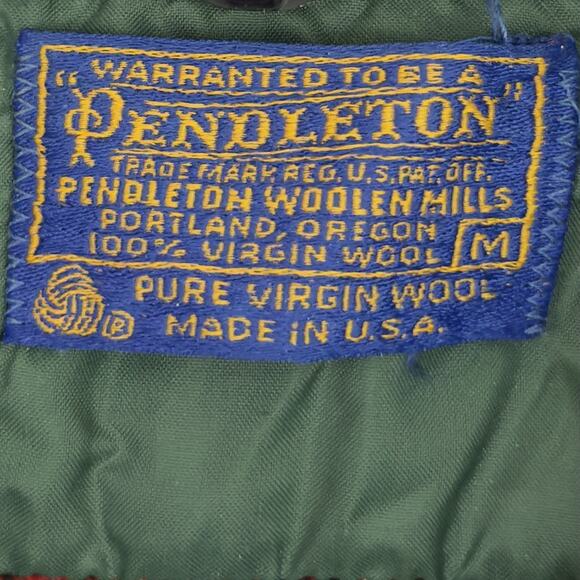 WARRANTED TO BE A
"PENDLETON"
TRADE MARK REG. U.S. PAT. OFF.
PENDLETON WOOLEN MILLS
PORTLAND, OREGON
100% VIRGIN WOOL M
PURE VIRGIN WOOL
R MADE IN U.S.A.